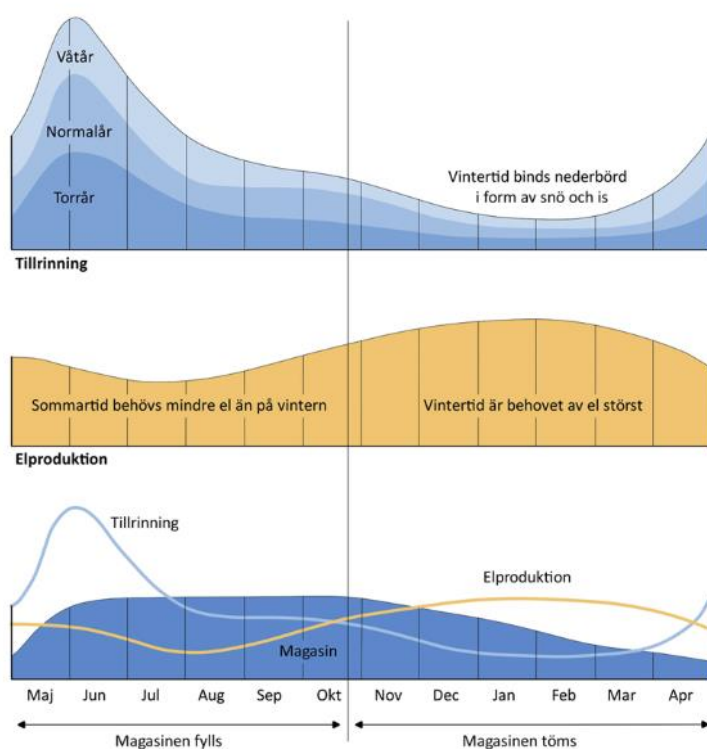 Våtår
Normalår
Torrår
Vintertid binds nederbörd
i form av snö och is
Tillrinning
Sommartid behövs mindre el än på vintern
Vintertid är behovet av el störst
Elproduktion
Tillrinning
Elproduktion
Magasin
Maj Jun Jul Aug Sep Okt Nov Dec Jan Feb Mar Apr
Magasinen fylls Magasinen töms